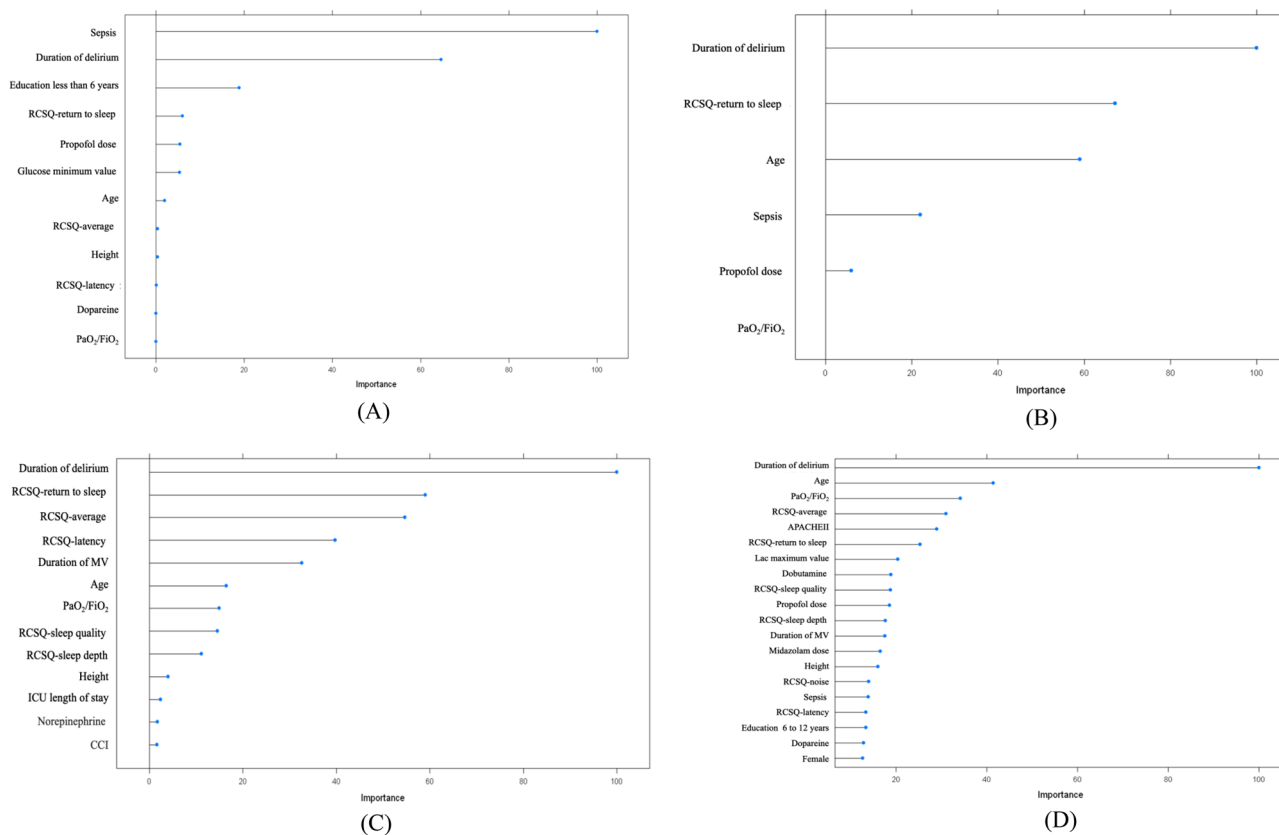 Sepsis
Duration of delirium
Education less than 6 years
RCSQ-return to sleep
Propofol dose
Glucose minimum value
Age
RCSQ-average
Height
RCSQ-latency
Dopareine
PaO₂/FiO₂
0 20 40 60 80 100
Importance
(A)
Duration of delirium
RCSQ-return to sleep
Age
Sepsis
Propofol dose
PaO₂/FiO₂
0 20 40 60 80 100
Importance
(B)
Duration of delirium
RCSQ-return to sleep
RCSQ-average
RCSQ-latency
Duration of MV
Age
PaO₂/FiO₂
RCSQ-sleep quality
RCSQ-sleep depth
Height
ICU length of stay
Norepinephrine
CCI
0 20 40 60 80 100
Importance
(C)
Duration of delirium
Age
PaO₂/FiO₂
RCSQ-average
APACHEII
RCSQ-return to sleep
Lac maximum value
Dobutamine
RCSQ-sleep quality
Propofol dose
RCSQ-sleep depth
Duration of MV
Midazolam dose
Height
RCSQ-noise
Sepsis
RCSQ-latency
Education 6 to 12 years
Dopareine
Female
20 40 60 80 100
Importance
(D)